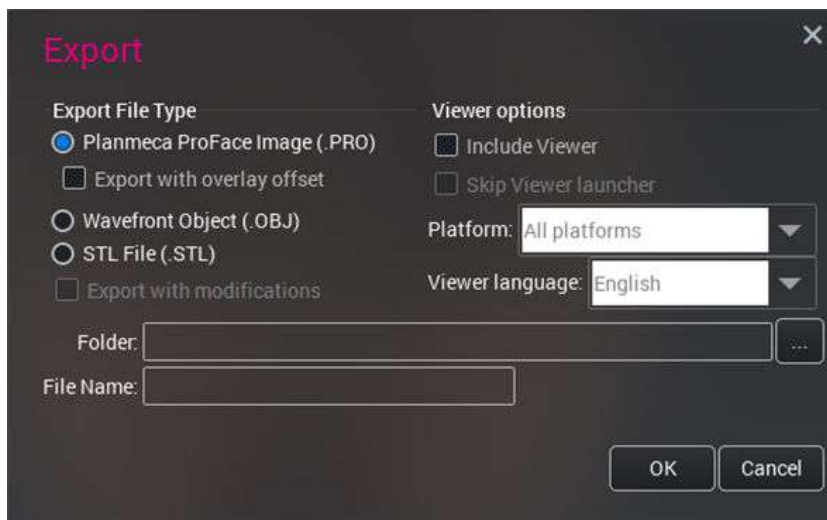 Export
Export File Type
Planmeca ProFace Image (.PRO)
Export with overlay offset
Wavefront Object (.OBJ)
STL File (.STL)
Export with modifications
Viewer options
Include Viewer
Skip Viewer launcher
Platform: All platforms
Viewer language: English
Folder: ...
File Name:
OK Cancel